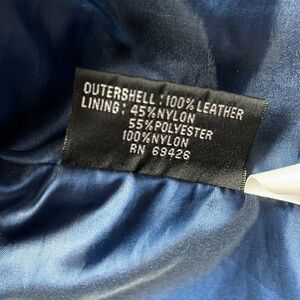 OUTERSHELL: 100% LEATHER
LINING: 45% NYLON
55% POLYESTER
100% NYLON
RN 69426